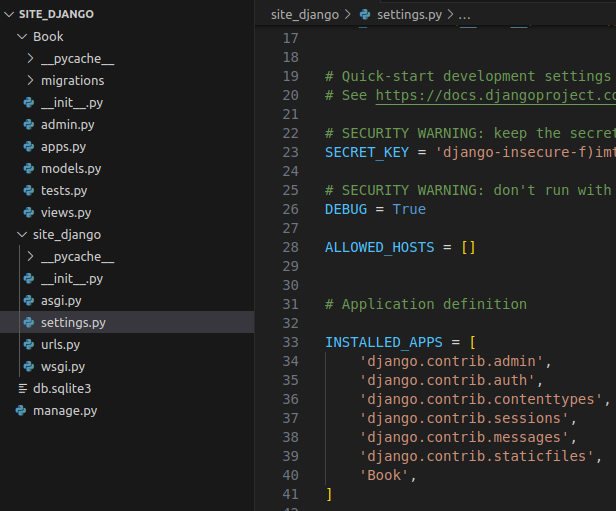 SITE_DJANGO
Book
__pycache__
migrations
__init__.py
admin.py
apps.py
models.py
tests.py
views.py
site_django
__pycache__
__init__.py
asgi.py
settings.py
urls.py
wsgi.py
db.sqlite3
manage.py
site_django > settings.py > ...
17
18
19 # Quick-start development settings
20 # See https://docs.djangoproject.co
21
22 # SECURITY WARNING: keep the secret
23 SECRET_KEY = 'django-insecure-f)imt
24
25 # SECURITY WARNING: don't run with
26 DEBUG = True
27
28 ALLOWED_HOSTS = []
29
30
31 # Application definition
32
33 INSTALLED_APPS = [
34 'django.contrib.admin',
35 'django.contrib.auth',
36 'django.contrib.contenttypes',
37 'django.contrib.sessions',
38 'django.contrib.messages',
39 'django.contrib.staticfiles',
40 'Book',
41 ]